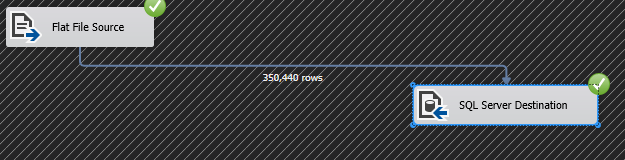 Flat File Source
350,440 rows
SQL Server Destination